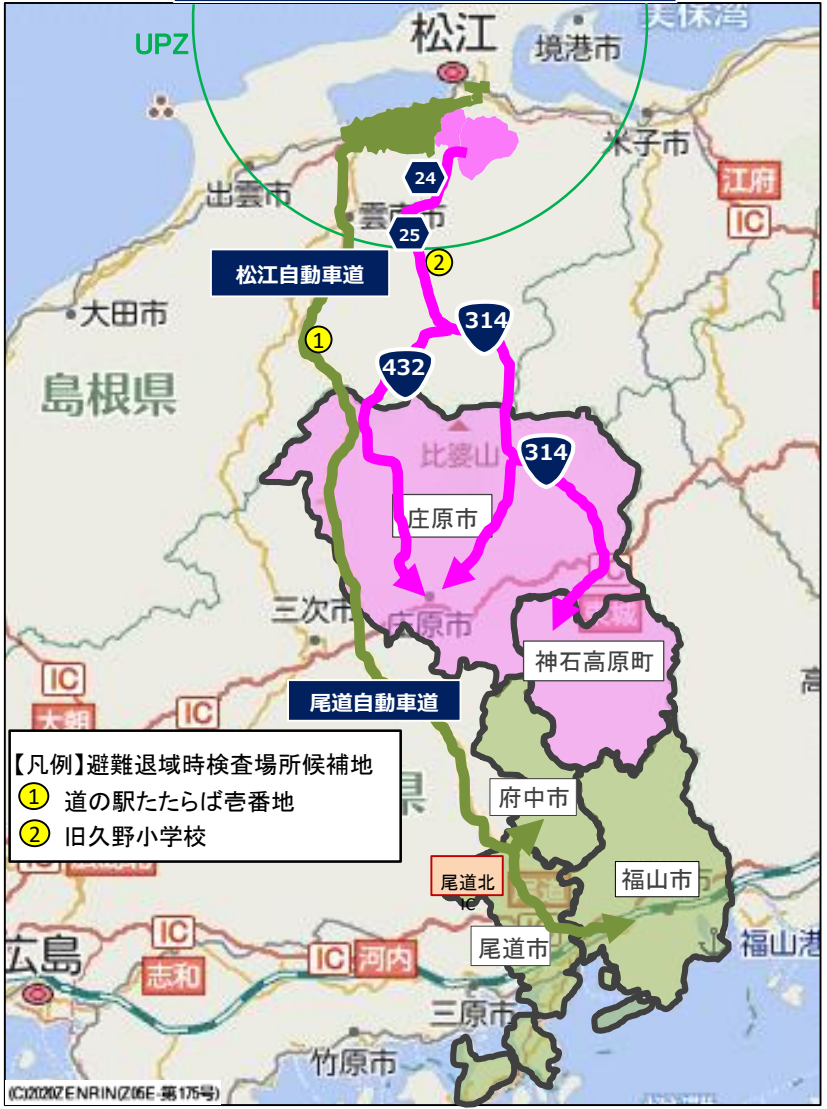 美保湾
UPZ
松江
境港市
米子市
江府
IC
出雲市
24
雲南市
25
2
松江自動車道
大田市
1
314
432
島根県
比婆山
314
庄原市
IC
東城
三次市
庄原市
神石高原町
IC
大朝
IC
尾道自動車道
【凡例】避難退域時検査場所候補地
1 道の駅たたらば壱番地
2 旧久野小学校
県
府中市
尾道北
IC
福山市
尾道市
IC
志和
IC
河内
広島
福山港
三原市
竹原市
(C)2020ZENRIN(Z05E-第175号)